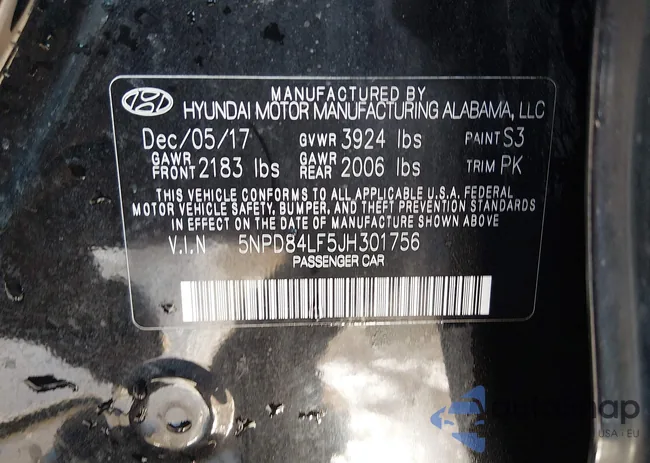 MANUFACTURED BY
HYUNDAI MOTOR MANUFACTURING ALABAMA, LLC
Dec/05/17 GVWR 3924 lbs PAINT S3
GAWR FRONT 2183 lbs GAWR REAR 2006 lbs TRIM PK
THIS VEHICLE CONFORMS TO ALL APPLICABLE U.S.A. FEDERAL
MOTOR VEHICLE SAFETY, BUMPER, AND THEFT PREVENTION STANDARDS
IN EFFECT ON THE DATE OF MANUFACTURE SHOWN ABOVE.
V.I.N 5NPD84LF5JH301756
PASSENGER CAR
USA - EU